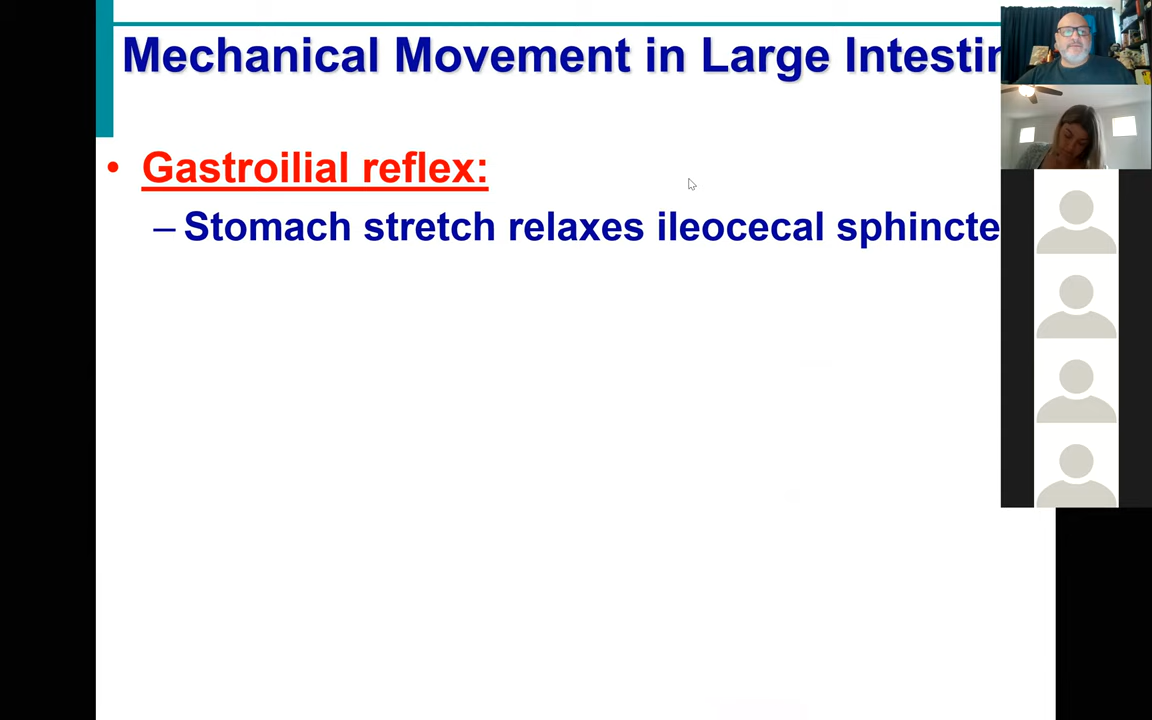 Mechanical Movement in Large Intestin
• Gastroilial reflex:
– Stomach stretch relaxes ileocecal sphincte